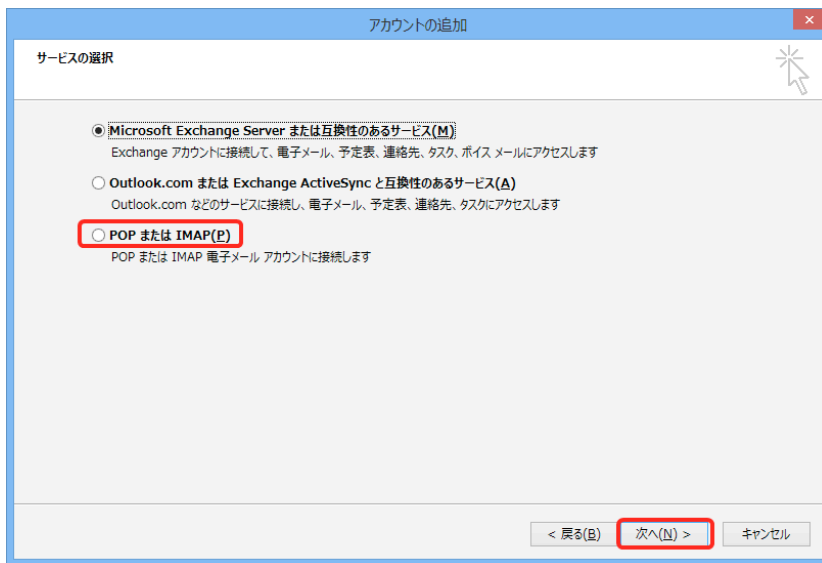 アカウントの追加
サービスの選択
Microsoft Exchange Server または互換性のあるサービス(M)
Exchange アカウントに接続して、電子メール、予定表、連絡先、タスク、ボイス メールにアクセスします
Outlook.com または Exchange ActiveSync と互換性のあるサービス(A)
Outlook.com などのサービスに接続し、電子メール、予定表、連絡先、タスクにアクセスします
POP または IMAP(P)
POP または IMAP 電子メール アカウントに接続します
< 戻る(B) 次へ(N) > キャンセル